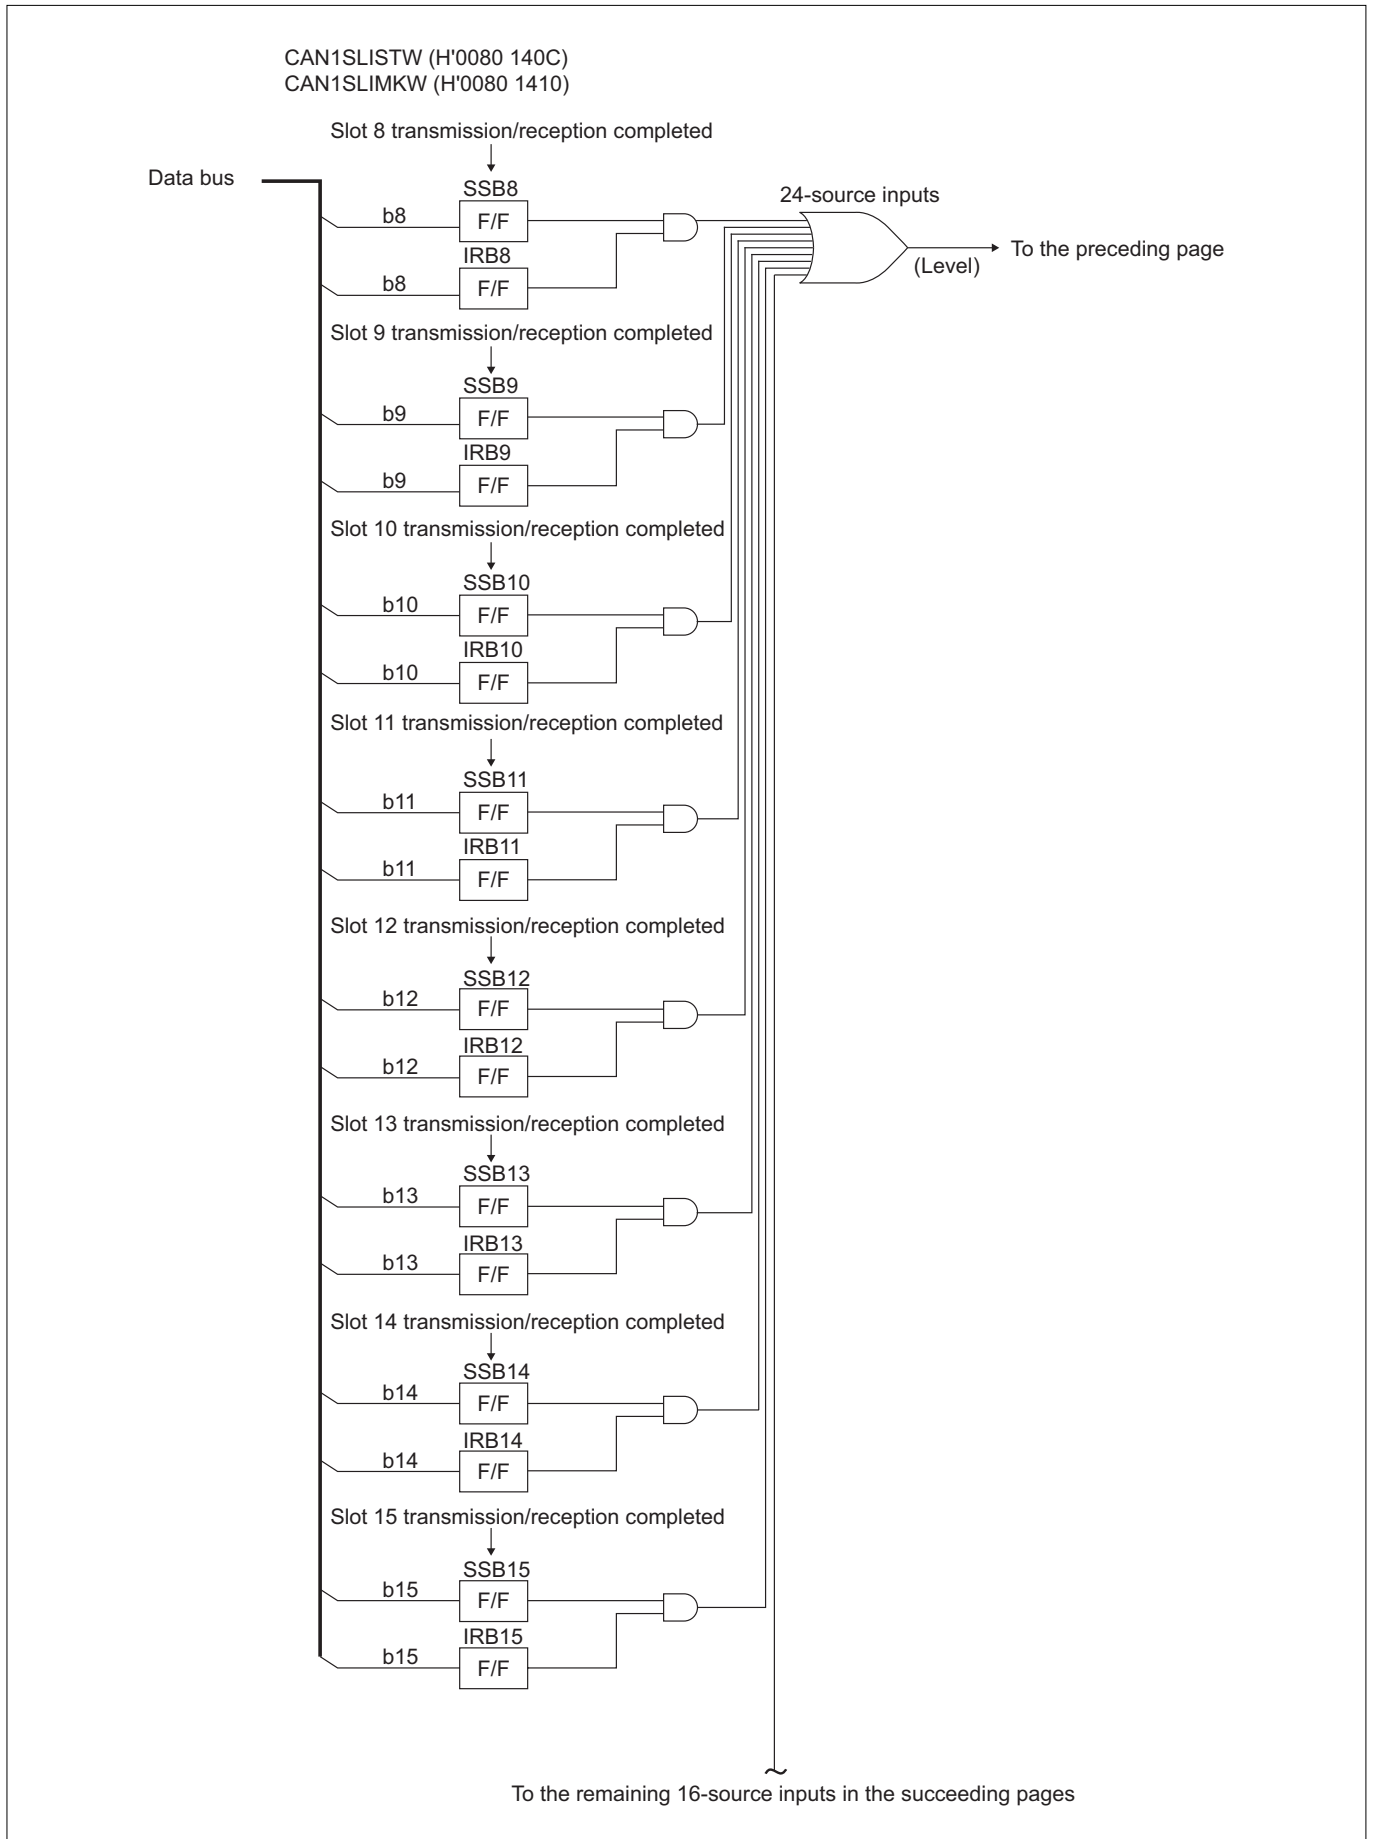 CAN1SLISTW (H'0080 140C)
CAN1SLIMKW (H'0080 1410)
Slot 8 transmission/reception completed
Data bus
SSB8
24-source inputs
b8
F/F
To the preceding page
(Level)
IRB8
b8
F/F
Slot 9 transmission/reception completed
SSB9
b9
F/F
IRB9
b9
F/F
Slot 10 transmission/reception completed
SSB10
b10
F/F
IRB10
b10
F/F
Slot 11 transmission/reception completed
SSB11
b11
F/F
IRB11
b11
F/F
Slot 12 transmission/reception completed
SSB12
b12
F/F
IRB12
b12
F/F
Slot 13 transmission/reception completed
SSB13
b13
F/F
IRB13
b13
F/F
Slot 14 transmission/reception completed
SSB14
b14
F/F
IRB14
b14
F/F
Slot 15 transmission/reception completed
SSB15
b15
F/F
IRB15
b15
F/F
To the remaining 16-source inputs in the succeeding pages